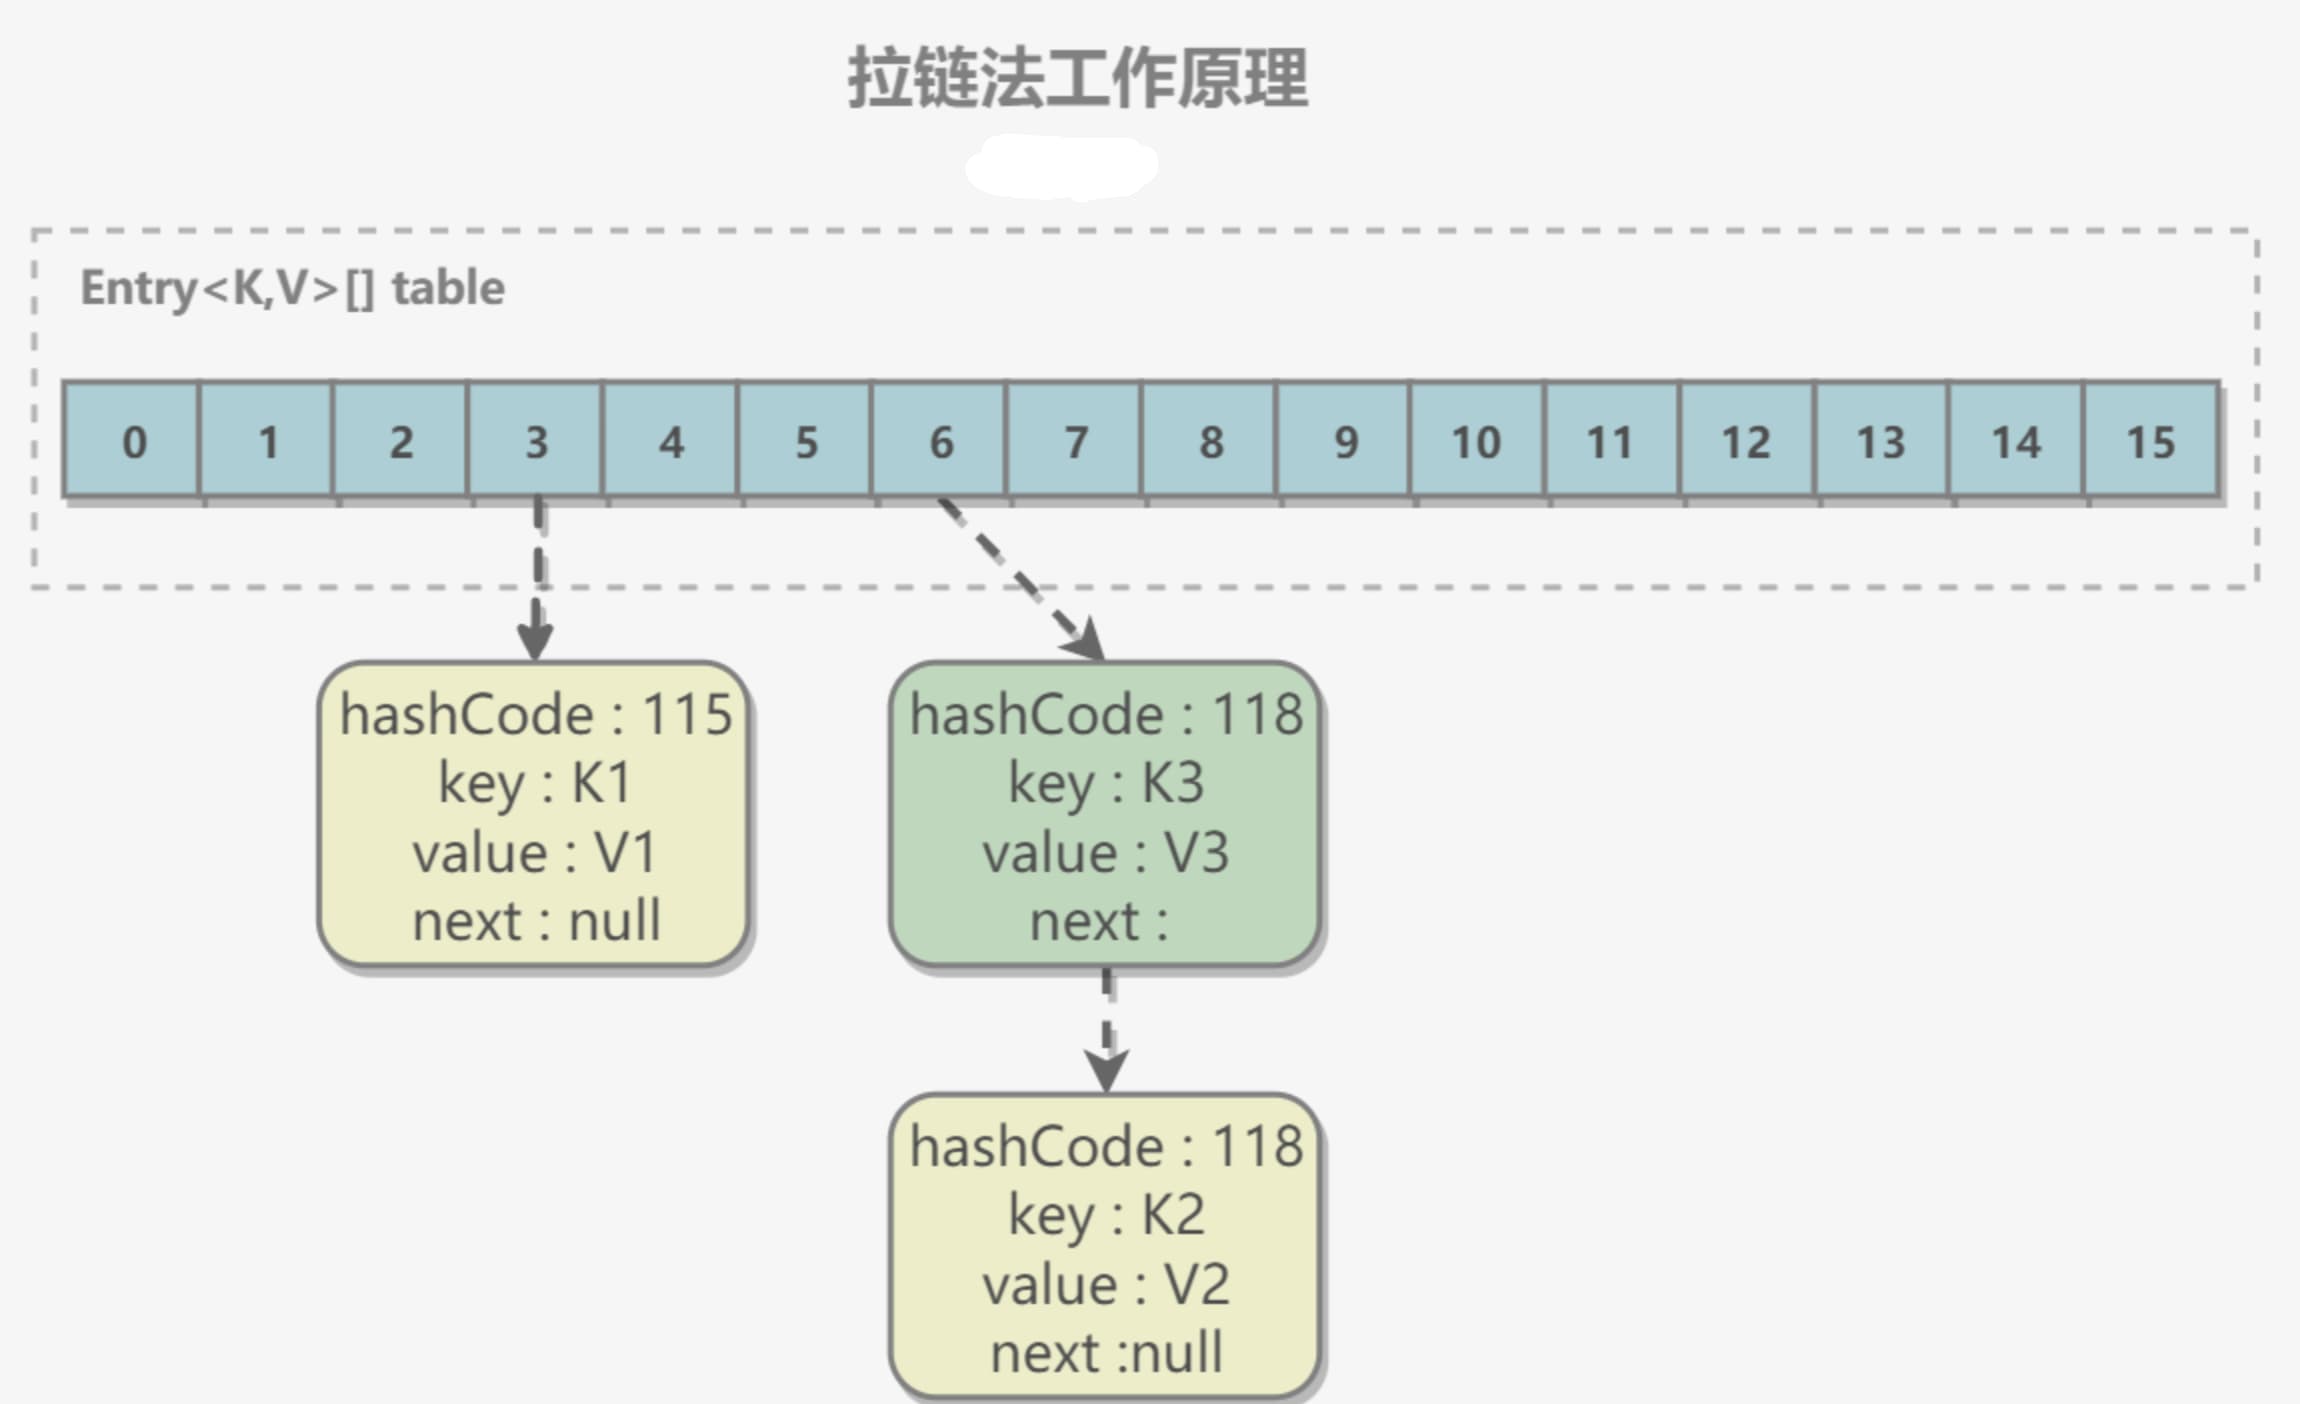 拉链法工作原理
Entry<K,V>[] table
0 1 2 3 4 5 6 7 8 9 10 11 12 13 14 15
hashCode : 115
key : K1
value : V1
next : null
hashCode : 118
key : K3
value : V3
next :
hashCode : 118
key : K2
value : V2
next :null